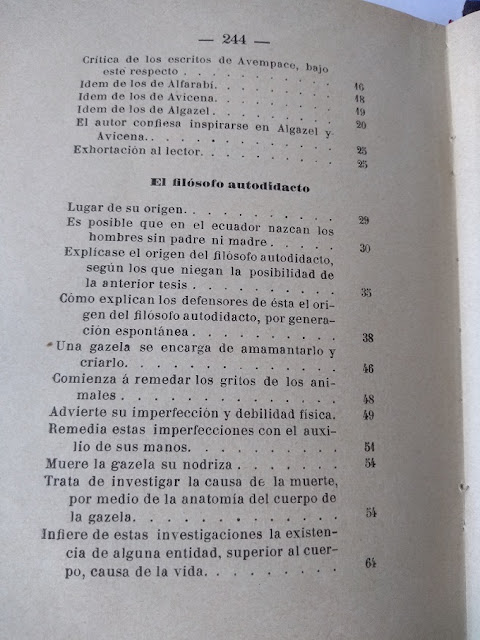 — 244 —
Crítica de los escritos de Avempace, bajo
este respecto . . . . . . . . . 16
Idem de los de Alfarabi. . . . . . . . 18
Idem de los de Avicena. . . . . . . . 19
Idem de los de Algazel. . . . . . . . 20
El autor confiesa inspirarse en Algazel y
Avicena. . . . . . . . . . . 25
Exhortación al lector. . . . . . . . . 25
El filósofo autodidacto
Lugar de su origen. . . . . . . . . . 29
Es posible que en el ecuador nazcan los
hombres sin padre ni madre . . . . . 30
Explícase el origen del filósofo autodidacto,
según los que niegan la posibilidad de
la anterior tesis . . . . . . . . . 35
Cómo explican los defensores de ésta el ori-
gen del filósofo autodidacto, por genera-
ción espontánea . . . . . . . . . 38
Una gazela se encarga de amamantarlo y
criarlo. . . . . . . . . . . . 46
Comienza á remedar los gritos de los ani-
males . . . . . . . . . . . . 48
Advierte su imperfección y debilidad física. 49
Remedia estas imperfecciones con el auxi-
lio de sus manos. . . . . . . . . 51
Muere la gazela su nodriza . . . . . . 54
Trata de investigar la causa de la muerte,
por medio de la anatomía del cuerpo de
la gazela. . . . . . . . . . . 54
Infiere de estas investigaciones la existen-
cia de alguna entidad, superior al cuer-
po, causa de la vida. . . . . . . . 64